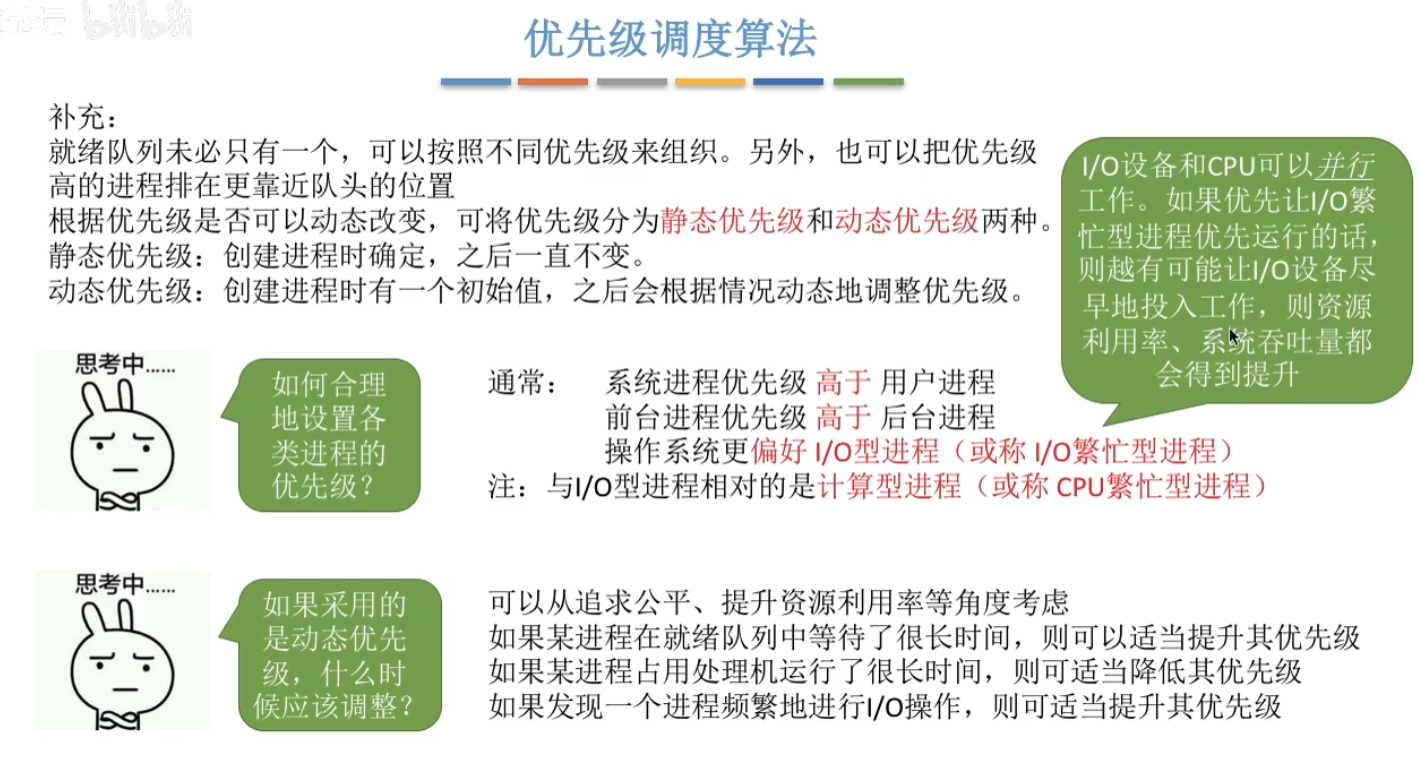 论坛 bilibili
优先级调度算法
补充：
就绪队列未必只有一个，可以按照不同优先级来组织。另外，也可以把优先级
高的进程排在更靠近队头的位置
根据优先级是否可以动态改变，可将优先级分为静态优先级和动态优先级两种。
静态优先级：创建进程时确定，之后一直不变。
动态优先级：创建进程时有一个初始值，之后会根据情况动态地调整优先级。
I/O设备和CPU可以并行
工作。如果优先让I/O繁
忙型进程优先运行的话，
则越有可能让I/O设备尽
早地投入工作，则资源
利用率、系统吞吐量都
会得到提升
思考中......
如何合理
地设置各
类进程的
优先级？
通常： 系统进程优先级 高于 用户进程
前台进程优先级 高于 后台进程
操作系统更偏好 I/O型进程（或称 I/O繁忙型进程）
注：与I/O型进程相对的是计算型进程（或称 CPU繁忙型进程）
思考中......
如果采用的
是动态优先
级，什么时
候应该调整？
可以从追求公平、提升资源利用率等角度考虑
如果某进程在就绪队列中等待了很长时间，则可以适当提升其优先级
如果某进程占用处理机运行了很长时间，则可适当降低其优先级
如果发现一个进程频繁地进行I/O操作，则可适当提升其优先级